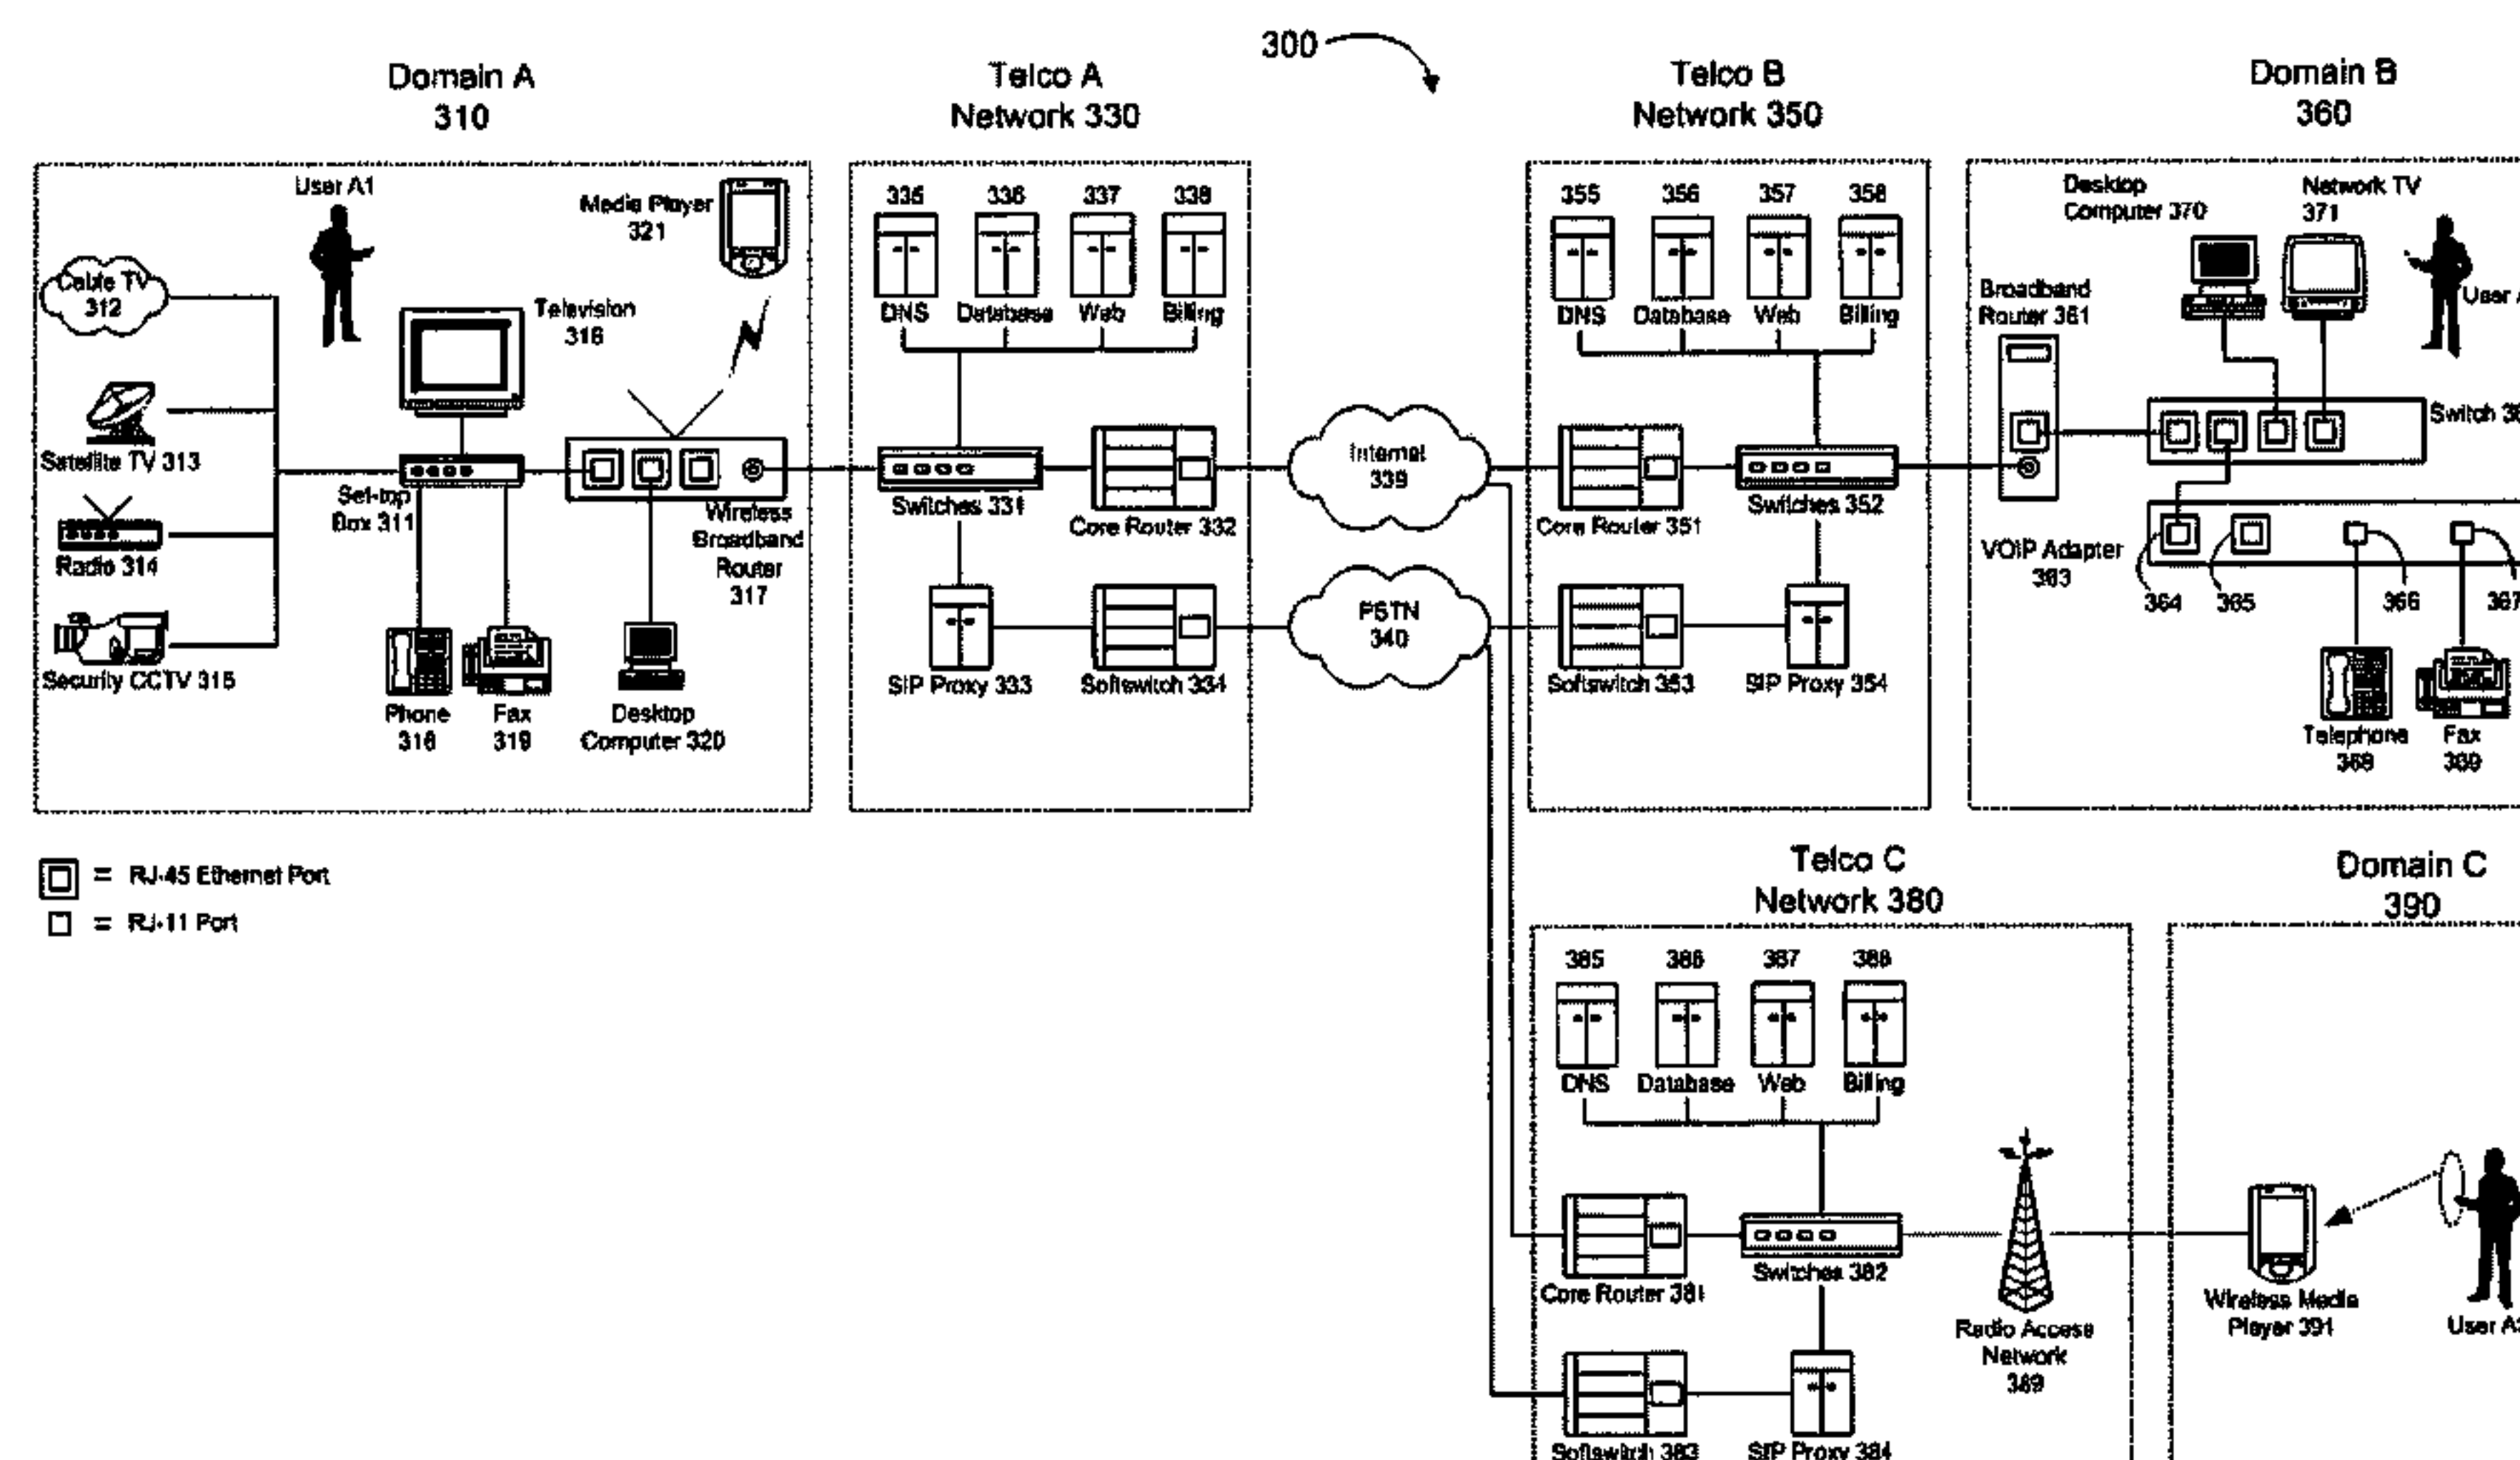 300
Domain A
310
Telco A
Network 330
Telco B
Network 350
Domain B
360
User A1
Media Player
321
Cable TV
312
Television
316
Satellite TV 313
Set-top
Box 311
Radio 314
Wireless
Broadband
Router
317
Security CCTV 315
Phone
318
Fax
319
Desktop
Computer 320
335
336
337
338
DNS
Database
Web
Billing
Switches 331
Core Router 332
SIP Proxy 333
Softswitch 334
Internet
339
PSTN
340
355
356
357
358
DNS
Database
Web
Billing
Core Router 351
Switches 352
Softswitch 353
SIP Proxy 354
Desktop
Computer 370
Network TV
371
Broadband
Router 361
User
Switch
VOIP Adapter
363
364
365
366
367
Telephone
368
Fax
369
= RJ-45 Ethernet Port
= RJ-11 Port
Telco C
Network 380
Domain C
390
385
386
387
388
DNS
Database
Web
Billing
Core Router 381
Switches 382
Radio Access
Network
389
Wireless Media
Player 391
User
Softswitch 383
SIP Proxy 384